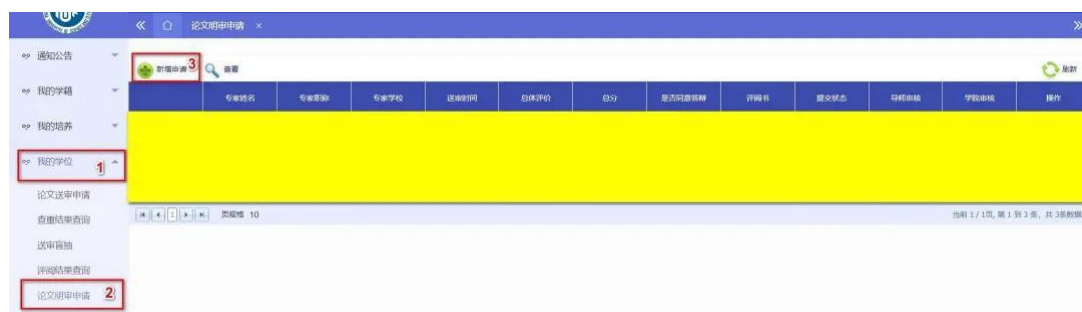 论文明审申请 ×
通知公告
我的学籍
我的培养
我的学位 1
论文送审申请
查重结果查询
送审盲抽
评阅结果查询
论文明审申请 2
新增申请 3 查看 刷新
专家姓名 专家职称 专家学校 送审时间 总体评价 总分 是否同意答辩 评阅书 提交状态 导师审核 学院审核 操作
1 页规格 10 当前 1 / 1页, 第 1 到 3 条, 共 3条数据